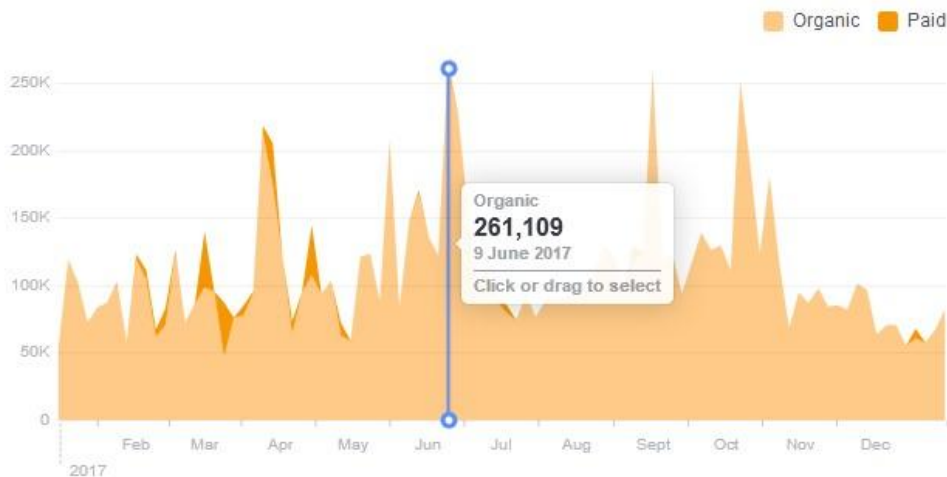 Organic Paid
250K
200K
150K
100K
50K
0
Organic
261,109
9 June 2017
Click or drag to select
Feb Mar Apr May Jun Jul Aug Sept Oct Nov Dec
2017